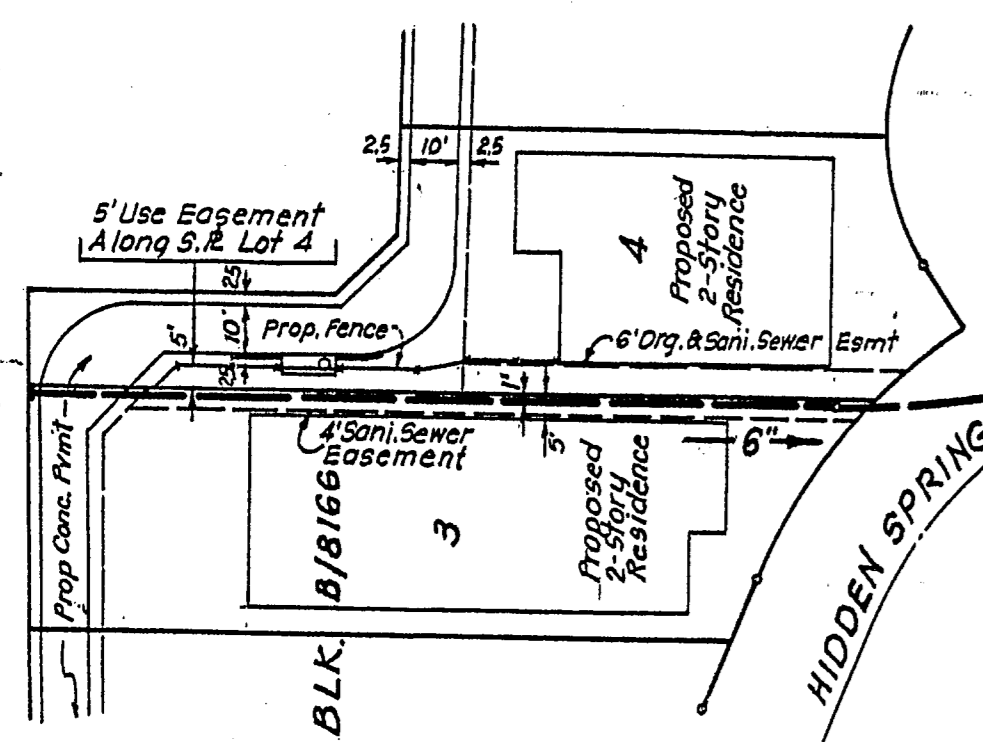 2.5 10' 2.5
5' Use Easement
Along S.P. Lot 4
25
5'
10'
25
Prop. Fence
4
Proposed
2-Story
Residence
6' Drg. & Sani. Sewer Esmt
1'
5'
4' Sani. Sewer
Easement
6"
Prop Conc. Pvmt
BLK. B/8166
3
Proposed
2-Story
Residence
HIDDEN SPRING